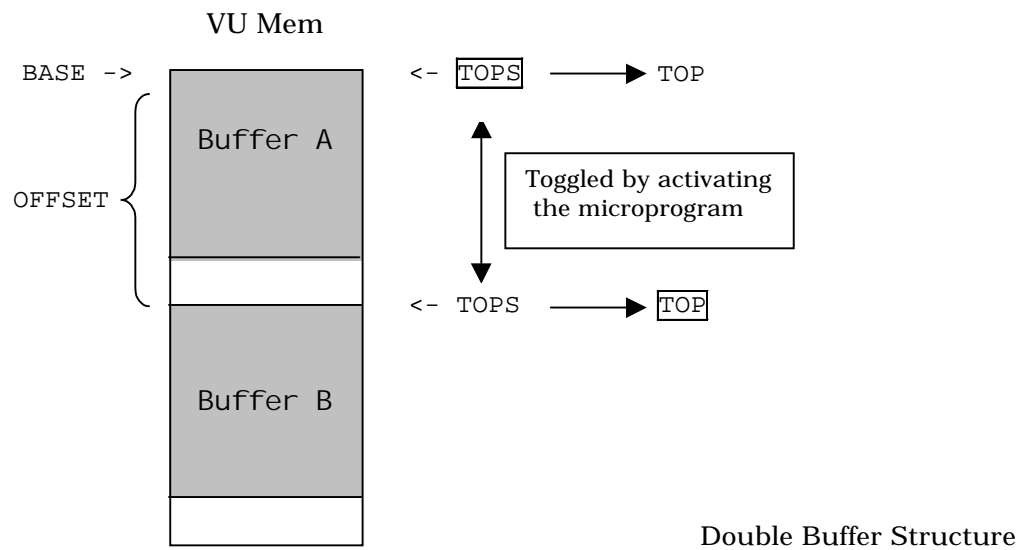 VU Mem
BASE -> <- TOPS TOP
Buffer A
OFFSET
Toggled by activating
the microprogram
<- TOPS TOP
Buffer B
Double Buffer Structure